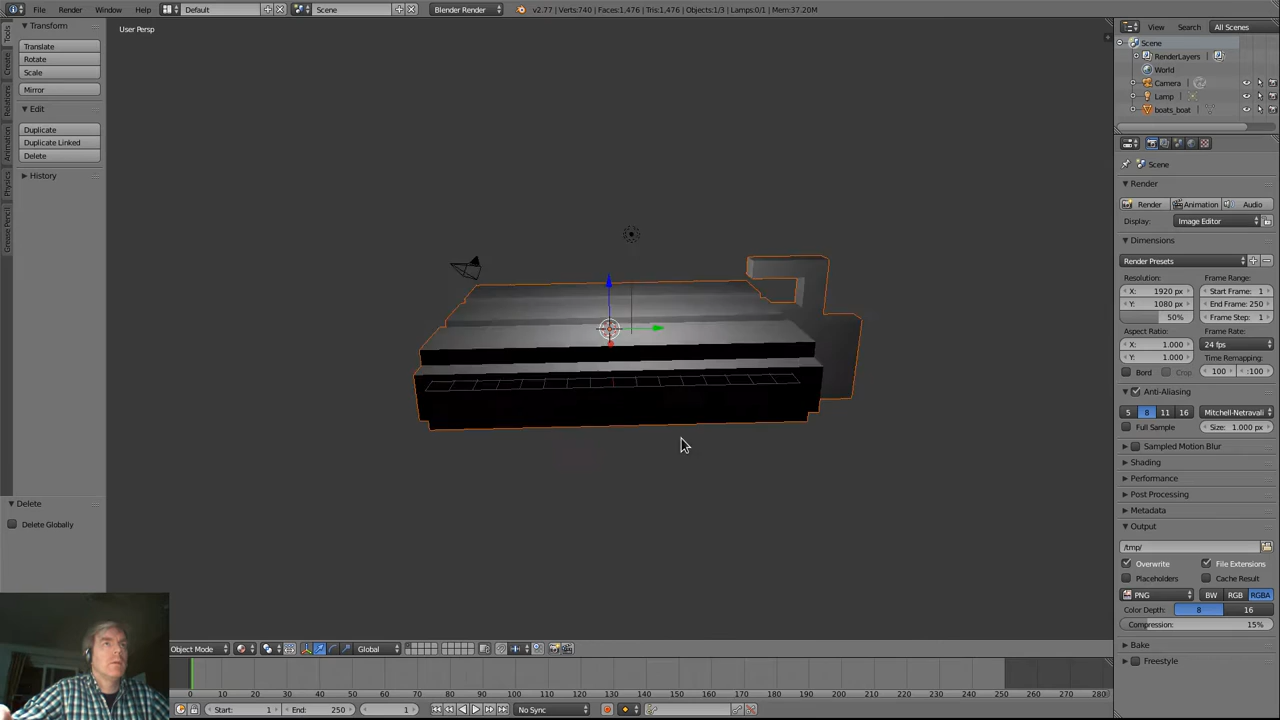 File Render Window Help Default Scene Blender Render v2.77 | Verts:740 | Faces:1,476 | Tris:1,476 | Objects:1/3 | Lamps:0/1 | Mem:37.20M
Tools
Create
Relations
Animation
Physics
Grease Pencil
Transform
Translate
Rotate
Scale
Mirror
Edit
Duplicate
Duplicate Linked
Delete
History
Delete
Delete Globally
User Persp
View Search All Scenes
Scene
RenderLayers
World
Camera
Lamp
boats_boat
Scene
Render
Render Animation Audio
Display: Image Editor
Dimensions
Render Presets
Resolution: Frame Range:
X: 1920 px Start Frame: 1
Y: 1080 px End Frame: 250
50% Frame Step: 1
Aspect Ratio: Frame Rate:
X: 1.000 24 fps
Y: 1.000 Time Remapping:
Bord Crop :100 :100
Anti-Aliasing
5 8 11 16 Mitchell-Netravali
Full Sample Size: 1.000 px
Sampled Motion Blur
Shading
Performance
Post Processing
Metadata
Output
/tmp/
Overwrite File Extensions
Placeholders Cache Result
PNG BW RGB RGBA
Color Depth: 8 16
Compression: 15%
Bake
Freestyle
Object Mode Global
0 10 20 30 40 50 60 70 80 90 100 110 120 130 140 150 160 170 180 190 200 210 220 230 240 250 260 270 280
Start: 1 End: 250 1 No Sync